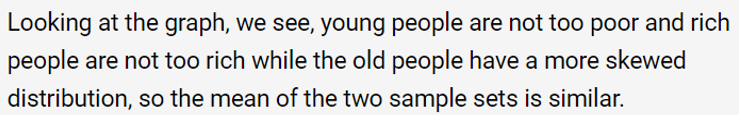 Looking at the graph, we see, young people are not too poor and rich
people are not too rich while the old people have a more skewed
distribution, so the mean of the two sample sets is similar.